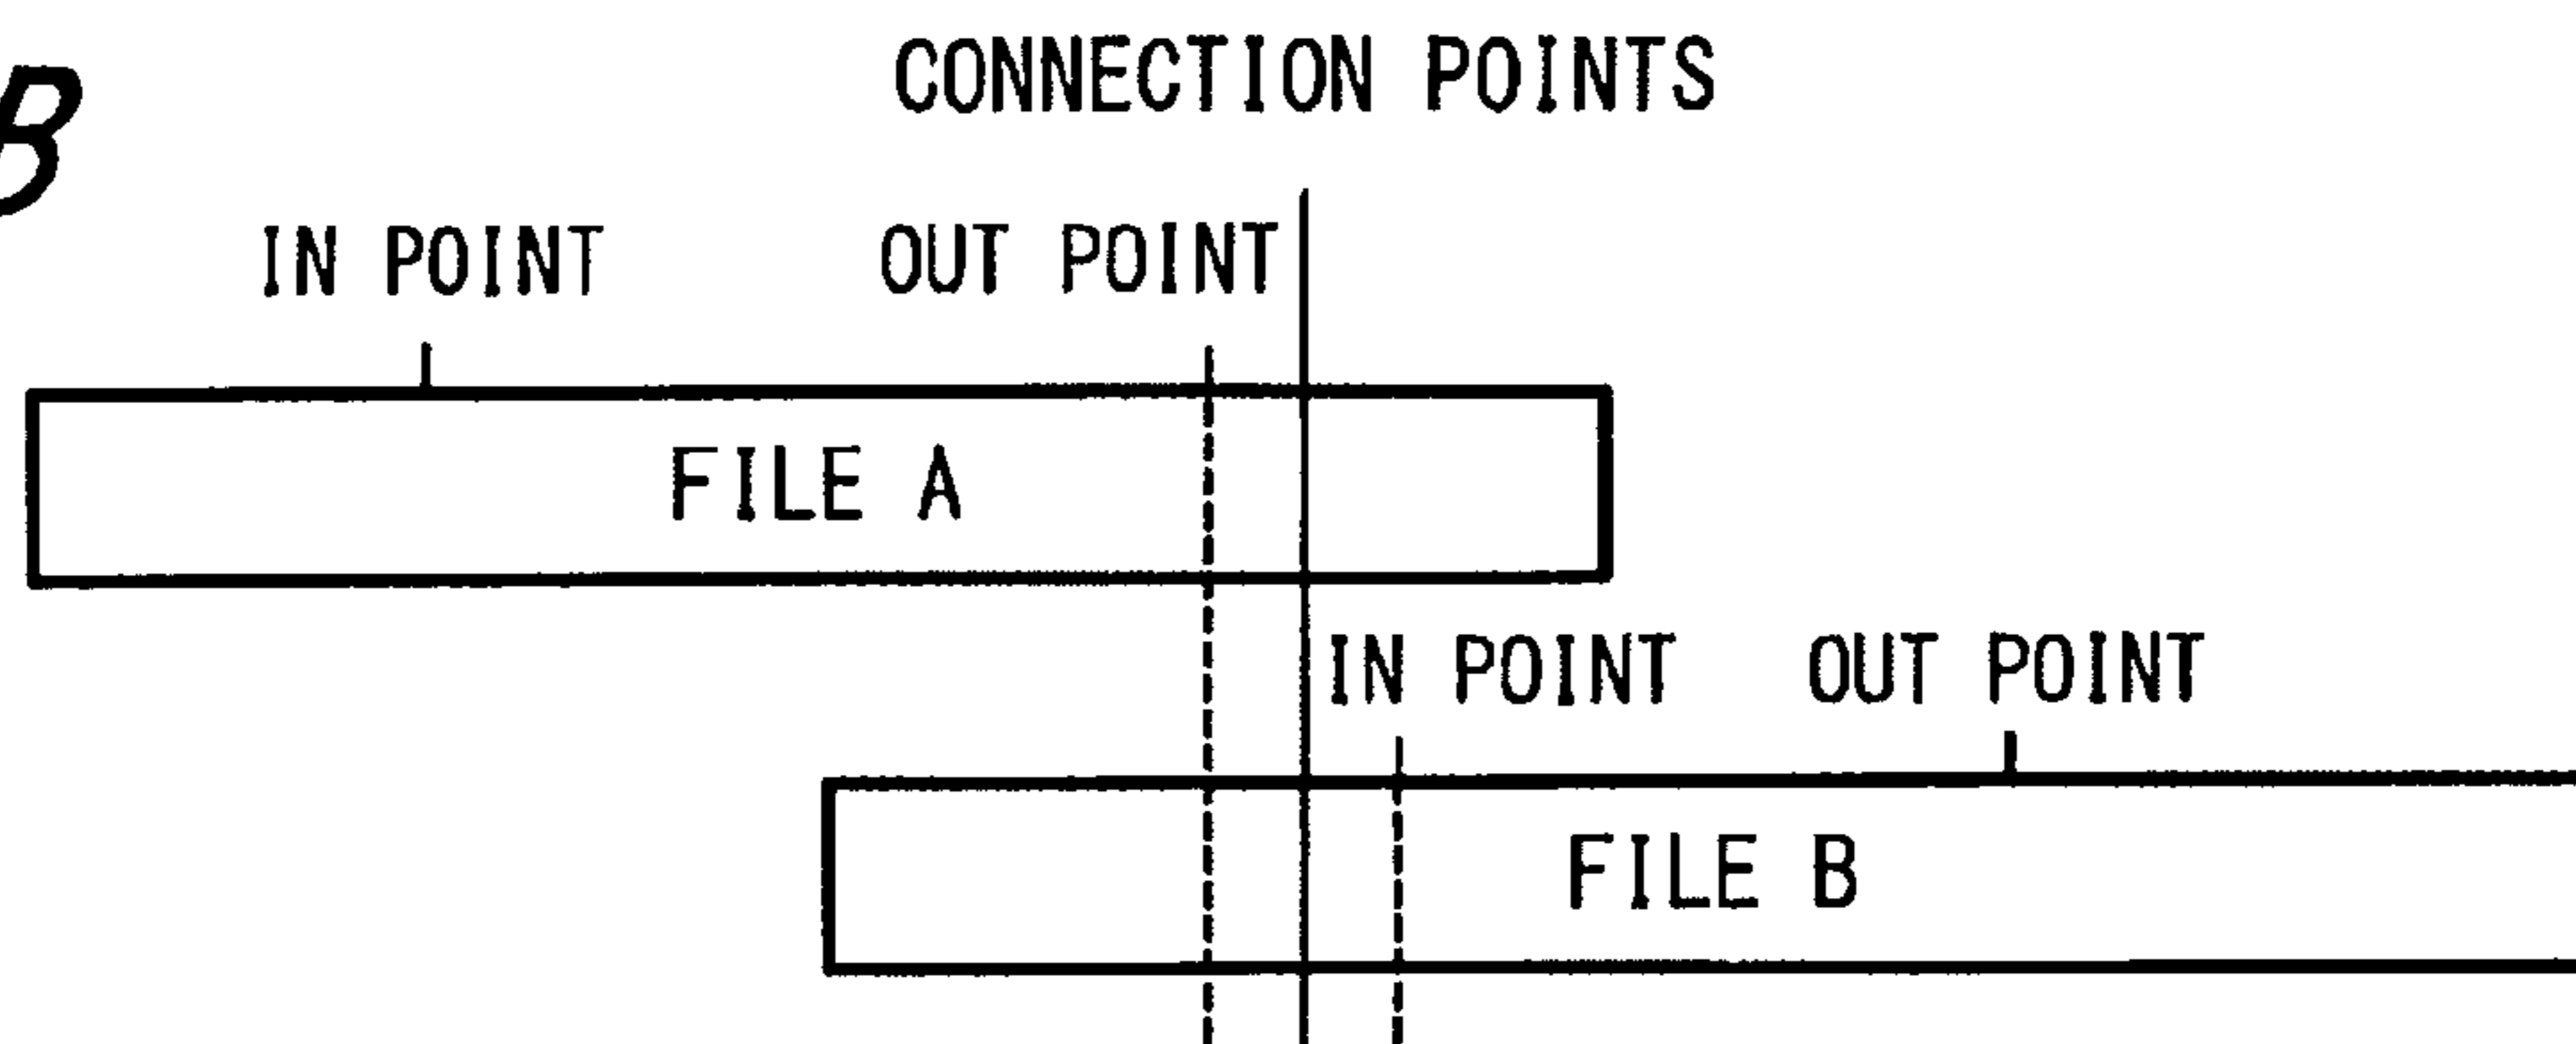 B
CONNECTION POINTS
IN POINT OUT POINT
FILE A
IN POINT OUT POINT
FILE B